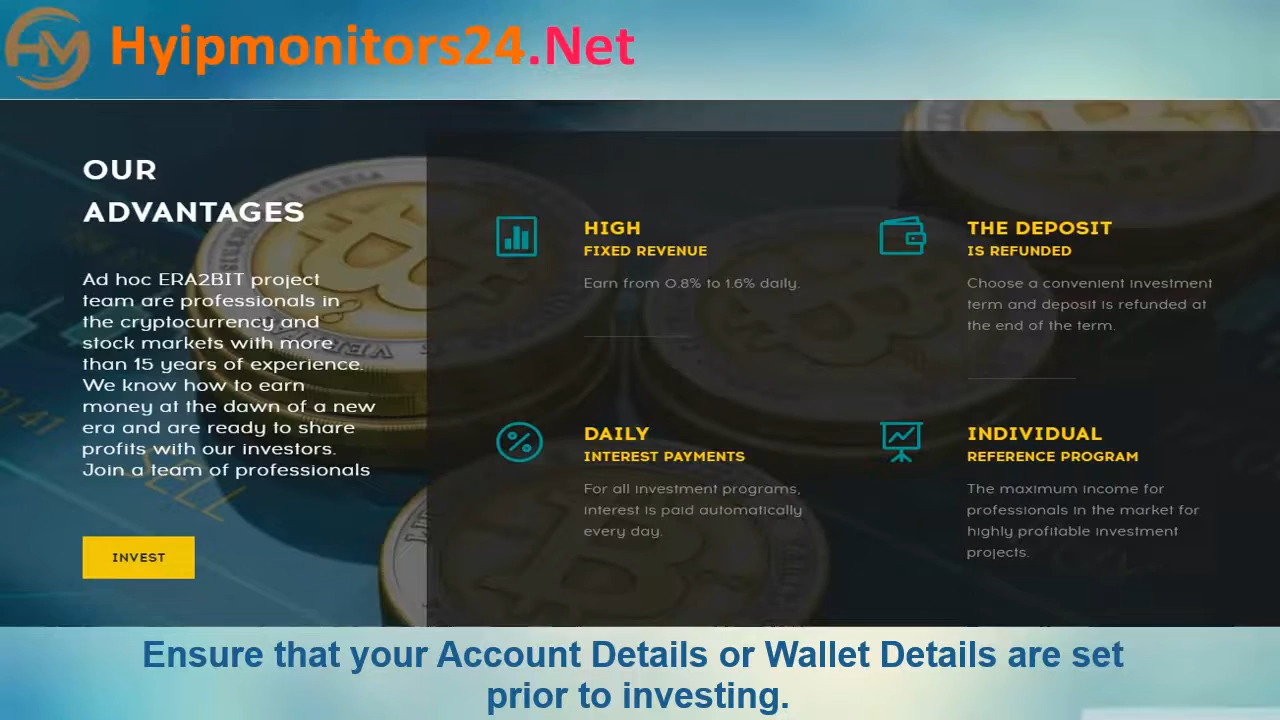 HM Hyipmonitors24.Net
OUR
ADVANTAGES
Ad hoc ERA2BIT project
team are professionals in
the cryptocurrency and
stock markets with more
than 15 years of experience.
We know how to earn
money at the dawn of a new
era and are ready to share
profits with our investors.
Join a team of professionals
INVEST
HIGH
FIXED REVENUE
Earn from 0.8% to 1.6% daily.
THE DEPOSIT
IS REFUNDED
Choose a convenient investment
term and deposit is refunded at
the end of the term.
DAILY
INTEREST PAYMENTS
For all investment programs,
interest is paid automatically
every day.
INDIVIDUAL
REFERENCE PROGRAM
The maximum income for
professionals in the market for
highly profitable investment
projects.
SELL
Ensure that your Account Details or Wallet Details are set
prior to investing.